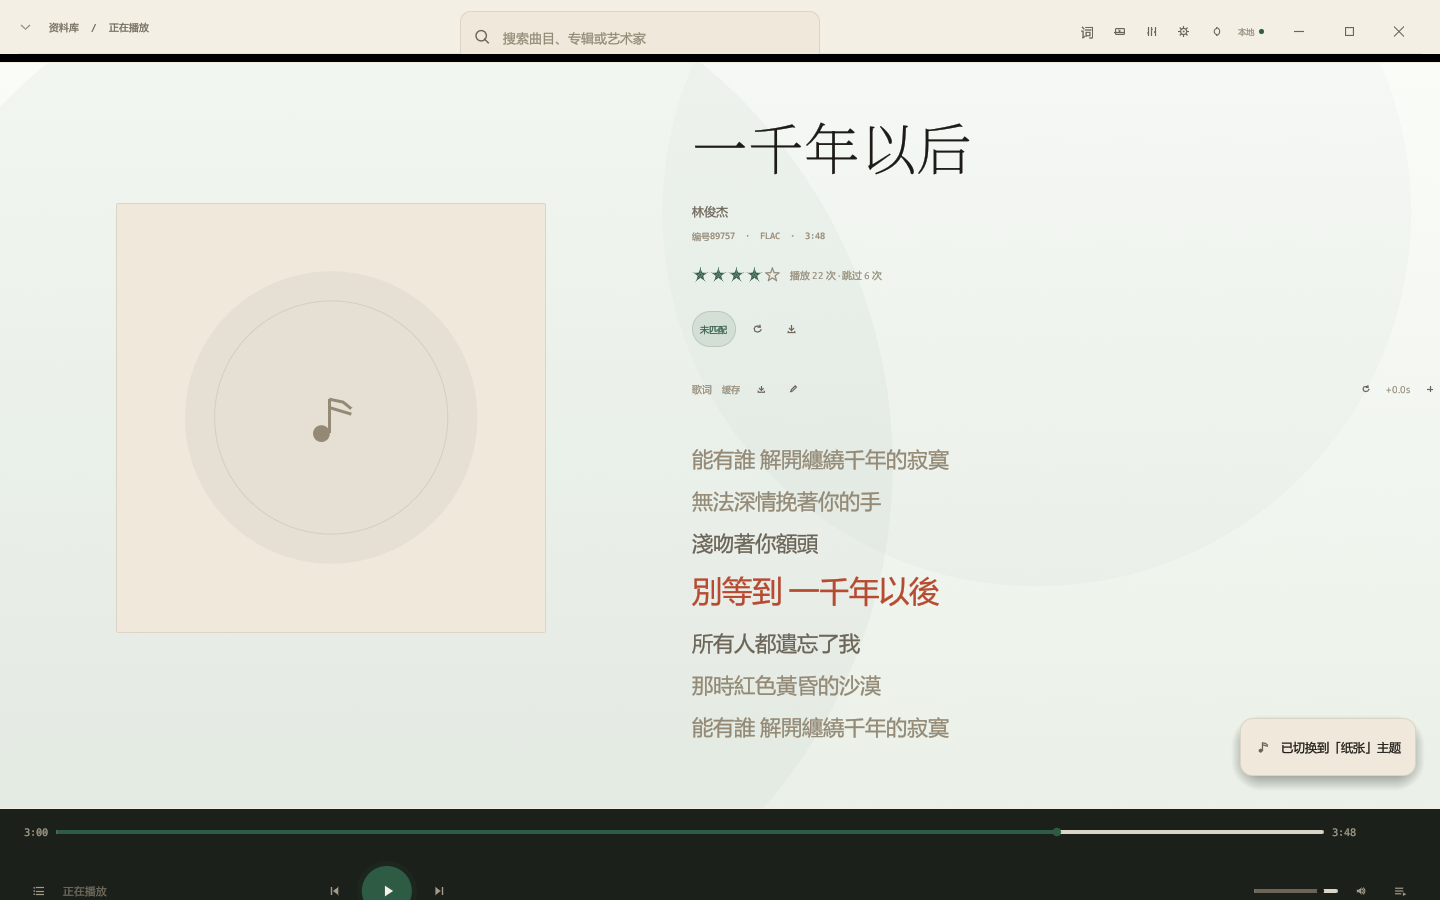 资料库 / 正在播放
搜索曲目、专辑或艺术家
词
本地
一千年以后
林俊杰
编号89757 · FLAC · 3:48
播放 22 次 · 跳过 6 次
未匹配
歌词 缓存
+0.0s +
能有誰 解開纏繞千年的寂寞
無法深情挽著你的手
淺吻著你額頭
別等到 一千年以後
所有人都遺忘了我
那時紅色黃昏的沙漠
能有誰 解開纏繞千年的寂寞
已切换到「纸张」主题
3:00
3:48
正在播放